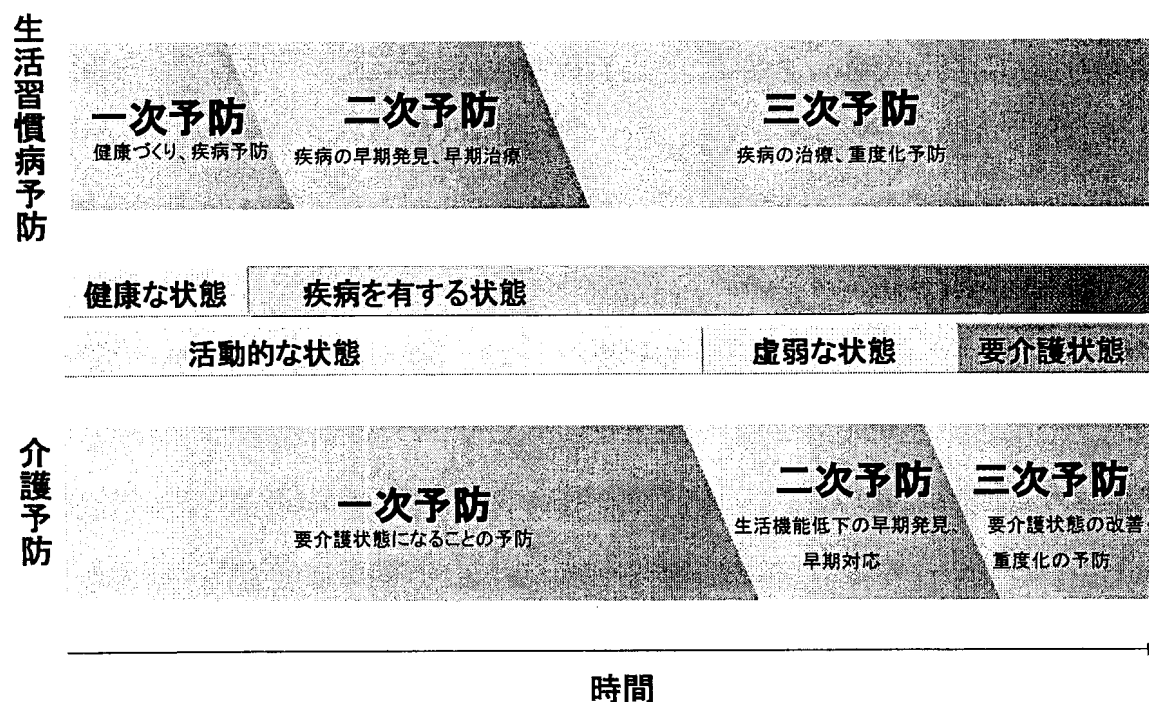 生活習慣病予防
一次予防
健康づくり、疾病予防
二次予防
疾病の早期発見、早期治療
三次予防
疾病の治療、重度化予防
健康な状態
疾病を有する状態
活動的な状態
虚弱な状態
要介護状態
介護予防
一次予防
要介護状態になることの予防
二次予防
生活機能低下の早期発見、
早期対応
三次予防
要介護状態の改善
重度化の予防
時間